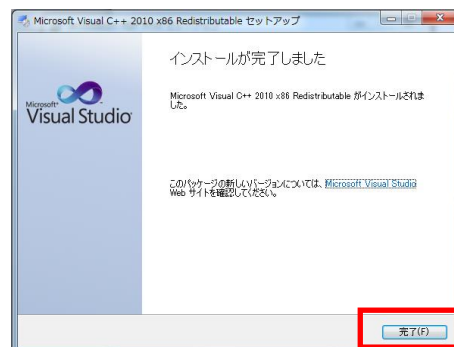 Microsoft Visual C++ 2010 x86 Redistributable セットアップ
インストールが完了しました
Microsoft Visual C++ 2010 x86 Redistributable がインストールされま
した。
Microsoft
Visual Studio
このパッケージの新しいバージョンについては、Microsoft Visual Studio
Web サイトを確認してください。
完了(F)